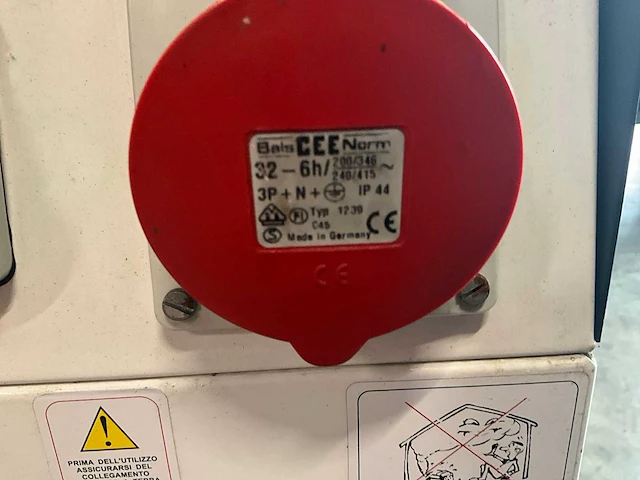 Bals CEE Norm
32-6h/ 200/346 ~
240/415
3P+N+ IP 44
Typ 1239
C45 CE
S Made in Germany
CE
PRIMA DELL'UTILIZZO
ASSICURARSI DEL
COLLEGAMENTO